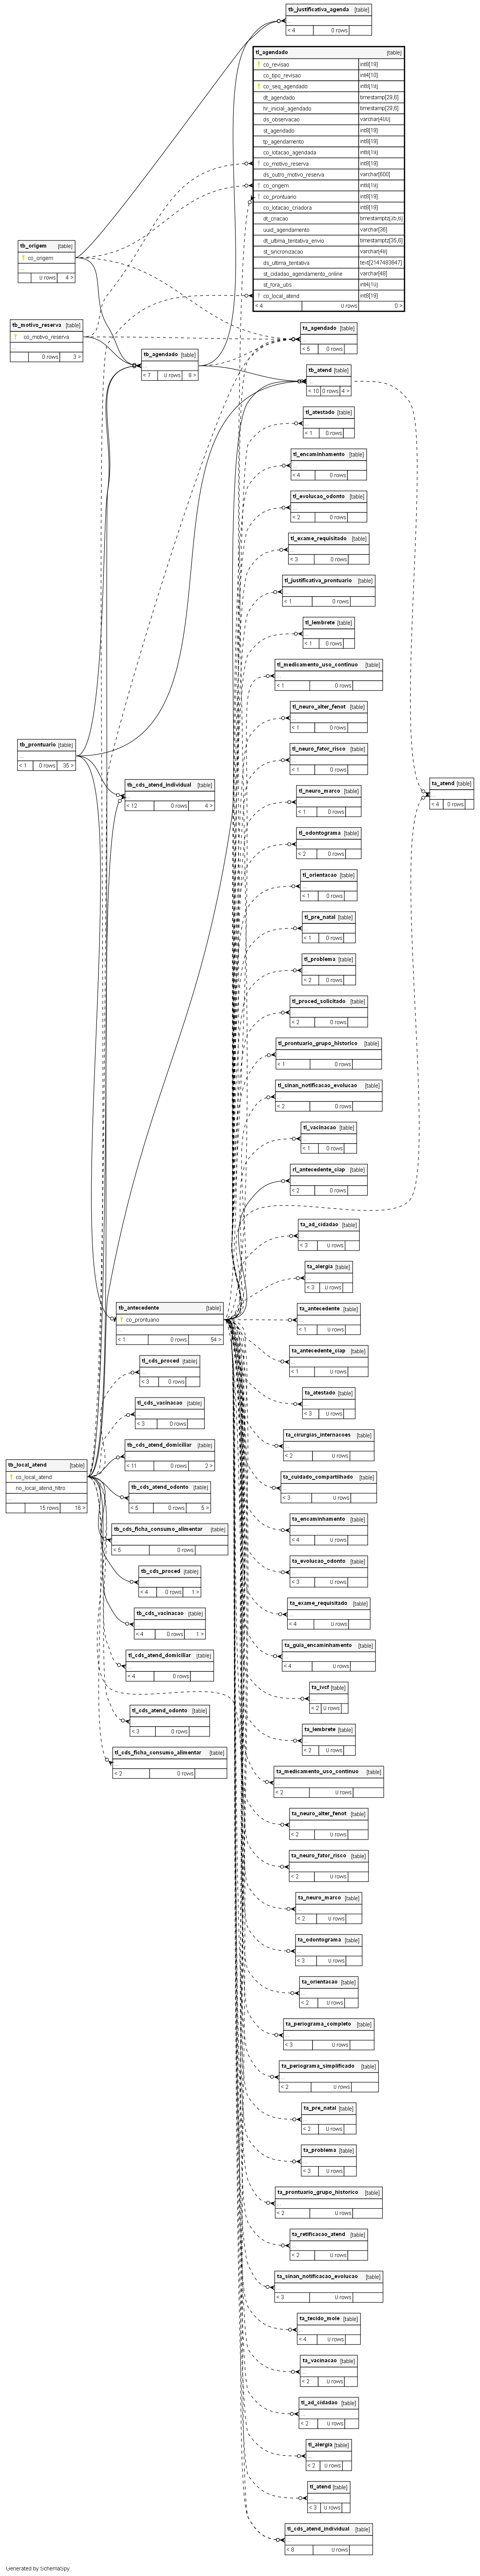 tb_justificativa_agenda [table]
...
< 4 0 rows
tl_agendado [table]
co_revisao int8[19]
co_tipo_revisao int4[10]
co_seq_agendado int8[19]
dt_agendado timestamp[29,6]
hr_inicial_agendado timestamp[29,6]
ds_observacao varchar[400]
st_agendado int8[19]
tp_agendamento int8[19]
co_lotacao_agendada int8[19]
co_motivo_reserva int8[19]
ds_outro_motivo_reserva varchar[600]
co_origem int8[19]
co_prontuario int8[19]
co_lotacao_criadora int8[19]
dt_criacao timestamptz[35,6]
uuid_agendamento varchar[36]
dt_ultima_tentativa_envio timestamptz[35,6]
st_sincronizacao
ds_ultima_tentativa text[2147483647]
st_cidadao_agendamento_online varchar[48]
st_fora_ubs int4[10]
co_local_atend int8[19]
< 4 0 rows 0 >
tb_origem [table]
co_origem
...
0 rows 4 >
tb_motivo_reserva [table]
co_motivo_reserva
...
0 rows 3 >
ta_agendado [table]
...
< 5 0 rows
tb_agendado [table]
...
< 7 0 rows 8 >
tb_atend [table]
...
< 10 0 rows 4 >
tl_atestado [table]
...
< 1 0 rows
tl_encaminhamento [table]
...
< 4 0 rows
tl_evolucao_odonto [table]
...
< 2 0 rows
tl_exame_requisitado [table]
...
< 3 0 rows
tl_justificativa_prontuario [table]
...
< 1 0 rows
tl_lembrete [table]
...
< 1 0 rows
tl_medicamento_uso_continuo [table]
...
< 1 0 rows
tl_neuro_alter_fenot [table]
...
< 1 0 rows
tb_prontuario [table]
...
< 1 0 rows 35 >
tl_neuro_fator_risco [table]
...
< 1 0 rows
tb_cds_atend_individual [table]
...
< 12 0 rows 4 >
ta_atend [table]
...
< 4 0 rows
tl_neuro_marco [table]
...
< 1 0 rows
tl_odontograma [table]
...
< 2 0 rows
tl_orientacao [table]
...
< 1 0 rows
tl_pre_natal [table]
...
< 1 0 rows
tl_problema [table]
...
< 2 0 rows
tl_proced_solicitado [table]
...
< 2 0 rows
tl_prontuario_grupo_historico [table]
...
< 1 0 rows
tl_sinan_notificacao_evolucao [table]
...
< 2 0 rows
tl_vacinacao [table]
...
< 1 0 rows
rl_antecedente_ciap [table]
...
< 2 0 rows
ta_ad_cidadao [table]
...
< 3 0 rows
ta_alergia [table]
...
< 3 0 rows
tb_antecedente [table]
co_prontuario
...
< 1 0 rows 54 >
ta_antecedente [table]
...
< 1 0 rows
ta_antecedente_ciap [table]
...
< 1 0 rows
tl_cds_proced [table]
...
< 3 0 rows
ta_atestado [table]
...
< 3 0 rows
tl_cds_vacinacao [table]
...
< 3 0 rows
ta_cirurgias_internacoes [table]
...
< 2 0 rows
tb_cds_atend_domiciliar [table]
...
< 11 0 rows 2 >
tb_local_atend [table]
co_local_atend
no_local_atend_filtro
...
15 rows 16 >
ta_cuidado_compartilhado [table]
...
< 3 0 rows
tb_cds_atend_odonto [table]
...
< 5 0 rows 5 >
ta_encaminhamento [table]
...
< 4 0 rows
tb_cds_ficha_consumo_alimentar [table]
...
< 5 0 rows
ta_evolucao_odonto [table]
...
< 3 0 rows
tb_cds_proced [table]
...
< 4 0 rows 1 >
ta_exame_requisitado [table]
...
< 4 0 rows
tb_cds_vacinacao [table]
...
< 4 0 rows 1 >
ta_guia_encaminhamento [table]
...
< 4 0 rows
tl_cds_atend_domiciliar [table]
...
< 4 0 rows
ta_ivcf [table]
...
< 2 0 rows
tl_cds_atend_odonto [table]
...
< 3 0 rows
ta_lembrete [table]
...
< 2 0 rows
tl_cds_ficha_consumo_alimentar [table]
...
< 2 0 rows
ta_medicamento_uso_continuo [table]
...
< 2 0 rows
ta_neuro_alter_fenot [table]
...
< 2 0 rows
ta_neuro_fator_risco [table]
...
< 2 0 rows
ta_neuro_marco [table]
...
< 2 0 rows
ta_odontograma [table]
...
< 3 0 rows
ta_orientacao [table]
...
< 2 0 rows
ta_periograma_completo [table]
...
< 3 0 rows
ta_periograma_simplificado [table]
...
< 2 0 rows
ta_pre_natal [table]
...
< 2 0 rows
ta_problema [table]
...
< 3 0 rows
ta_prontuario_grupo_historico [table]
...
< 2 0 rows
ta_retificacao_atend [table]
...
< 2 0 rows
ta_sinan_notificacao_evolucao [table]
...
< 3 0 rows
ta_tecido_mole [table]
...
< 4 0 rows
ta_vacinacao [table]
...
< 2 0 rows
tl_ad_cidadao [table]
...
< 2 0 rows
tl_alergia [table]
...
< 2 0 rows
tl_atend [table]
...
< 3 0 rows
tl_cds_atend_individual [table]
...
< 8 0 rows
Generated by SchemaSpy